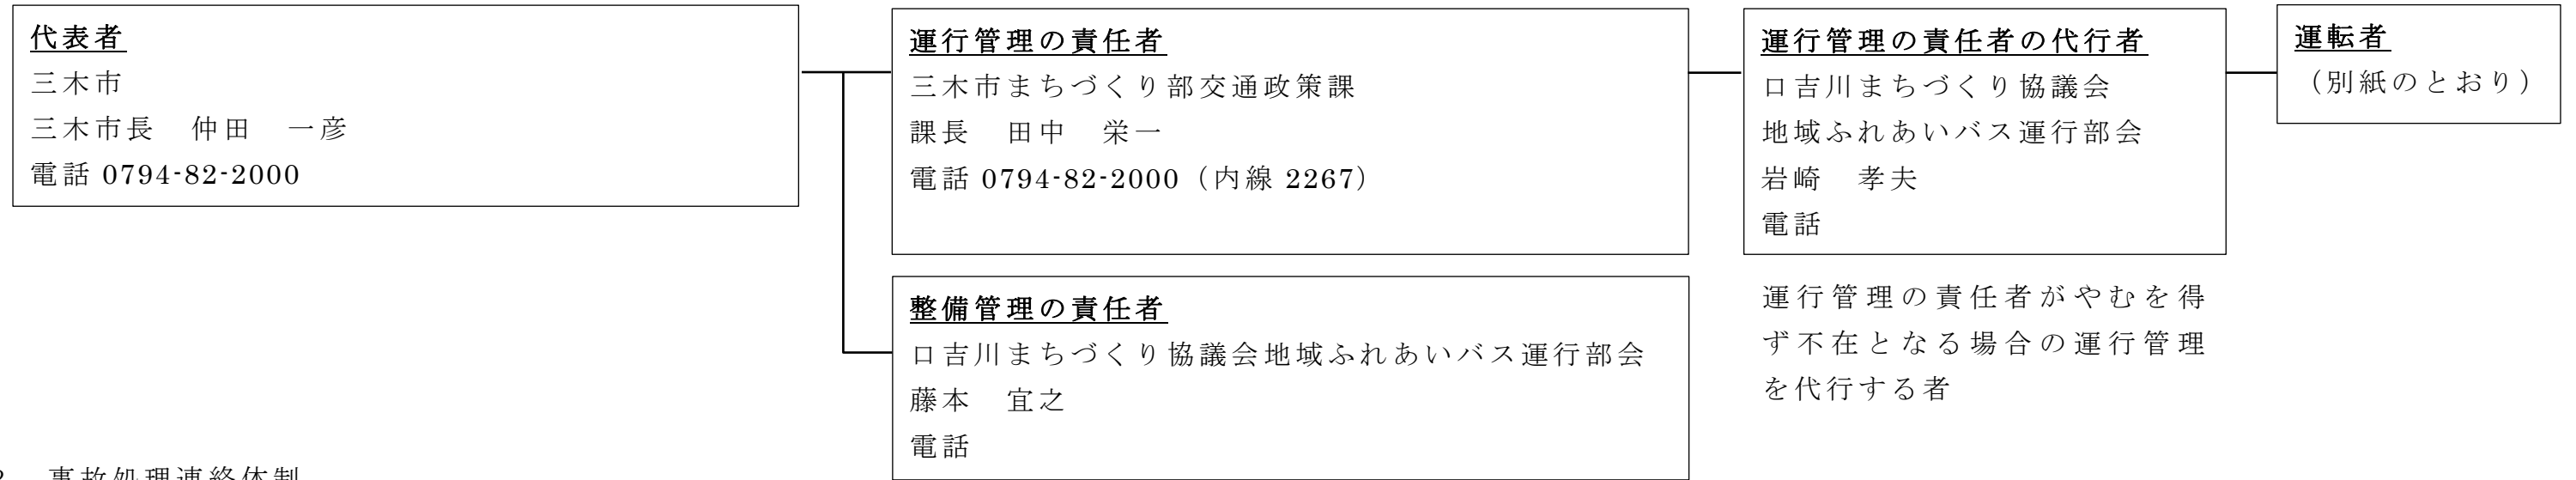 代表者
三木市
三木市長　仲田　一彦
電話 0794-82-2000
運行管理の責任者
三木市まちづくり部交通政策課
課長　田中　栄一
電話 0794-82-2000（内線 2267）
運行管理の責任者の代行者
口吉川まちづくり協議会
地域ふれあいバス運行部会
岩崎　孝夫
電話
運転者
（別紙のとおり）
整備管理の責任者
口吉川まちづくり協議会地域ふれあいバス運行部会
藤本　宜之
電話
運行管理の責任者がやむを得
ず不在となる場合の運行管理
を代行する者
事故処理連絡体制